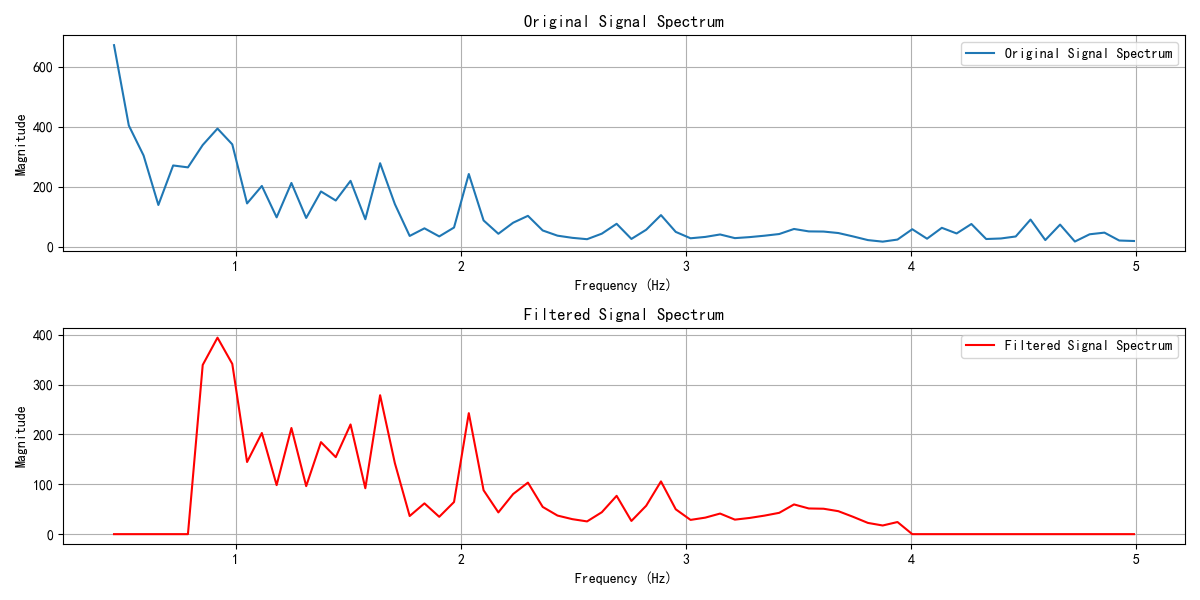 Original Signal Spectrum
Original Signal Spectrum
600
400
200
0
Magnitude
1 2 3 4 5
Frequency (Hz)
Filtered Signal Spectrum
Filtered Signal Spectrum
400
300
200
100
0
Magnitude
1 2 3 4 5
Frequency (Hz)